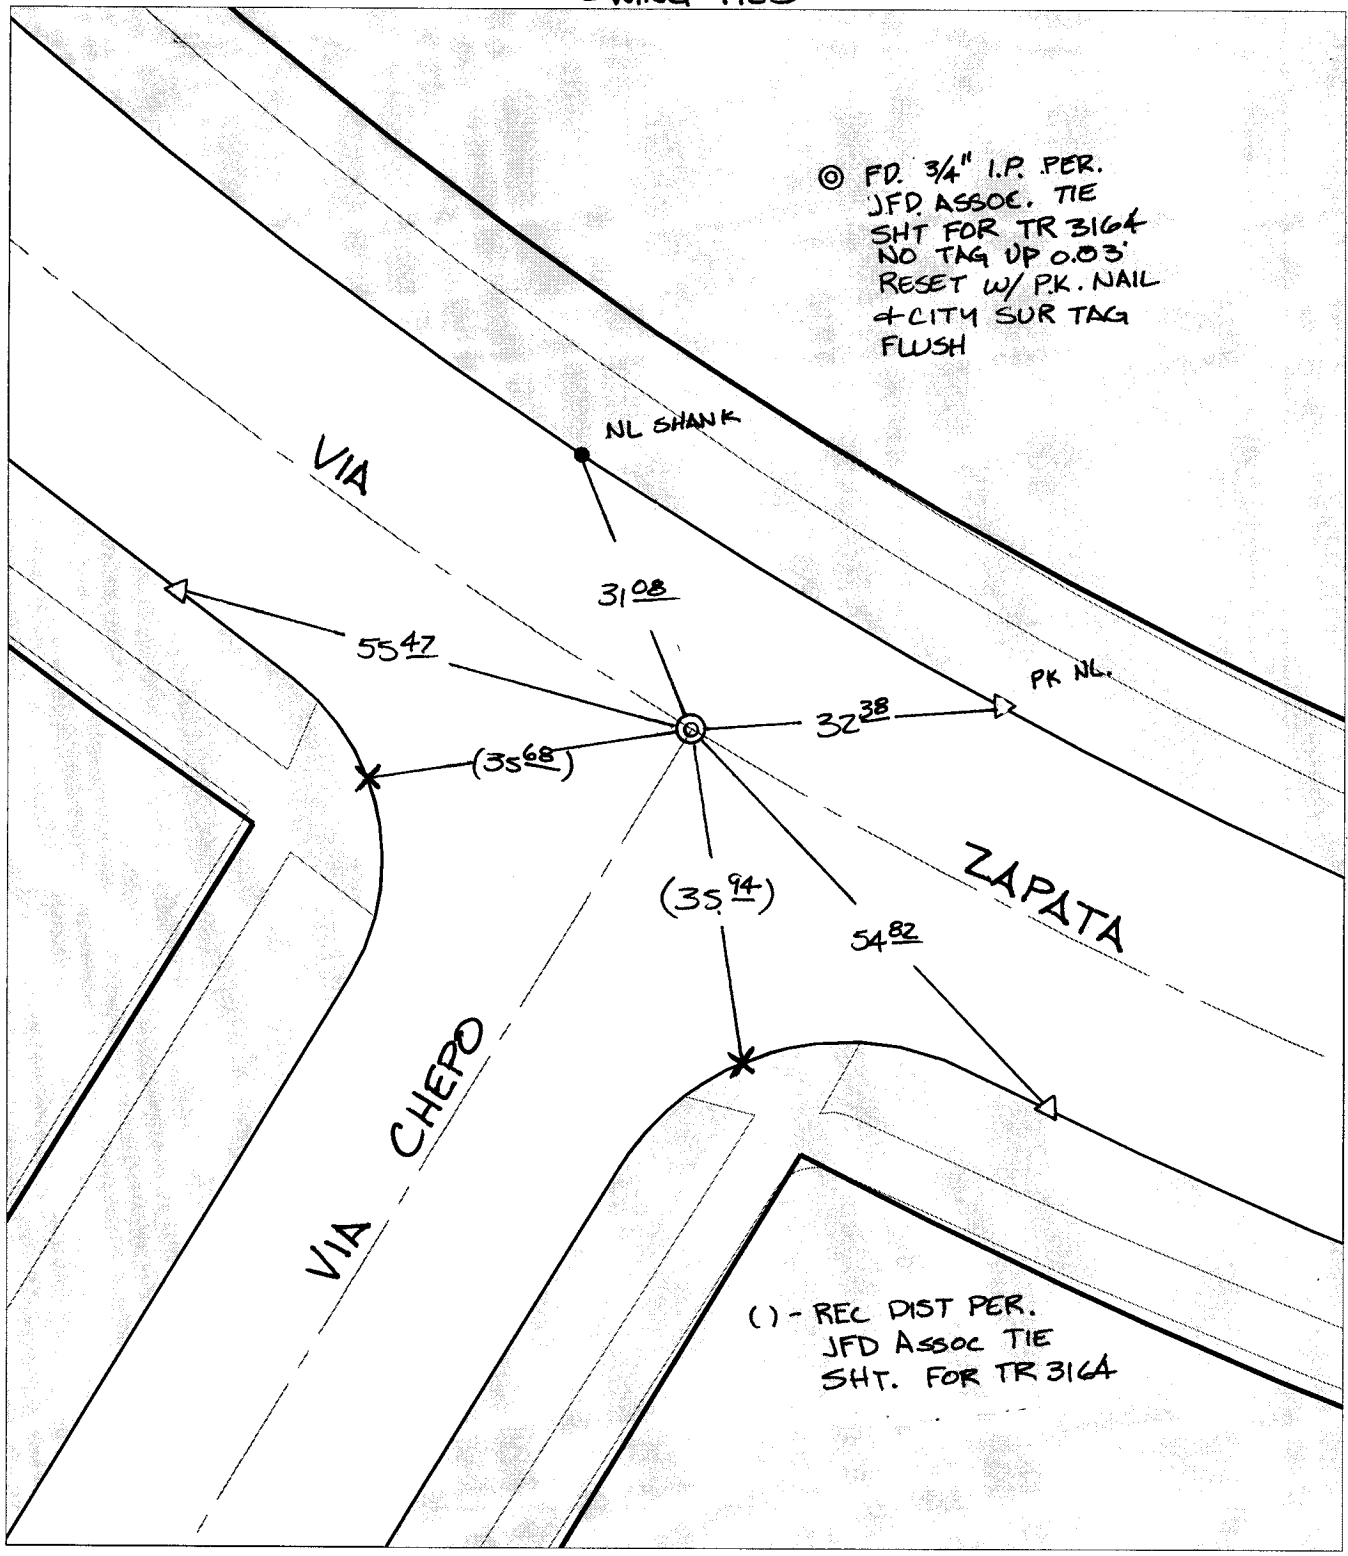 SWING TIES
◎ FD. 3/4" I.P. PER.
JFD. ASSOC. TIE
SHT FOR TR 3164
NO TAG UP 0.03'
RESET W/ P.K. NAIL
& CITY SUR TAG
FLUSH
NL SHANK
VIA
31 08
55 47
PK NL.
32 38
(35 68)
ZAPATA
(35.94)
54 82
VIA CHEPO
( ) - REC DIST PER.
JFD ASSOC TIE
SHT. FOR TR 3164